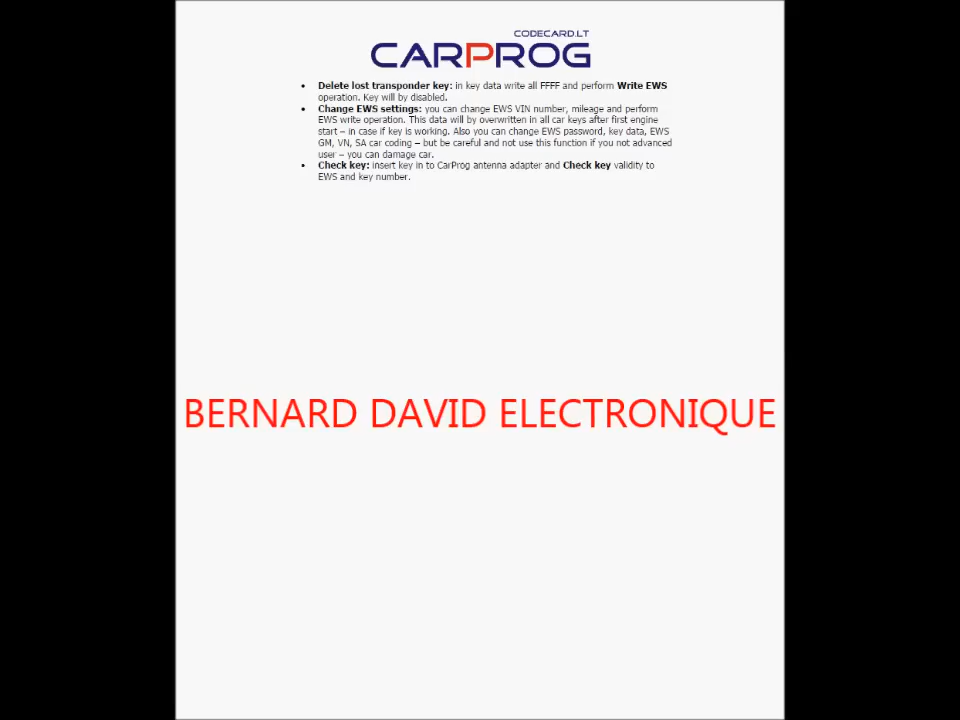 CODECARD.LT
CARPROG
• Delete lost transponder key: in key data write all FFFF and perform Write EWS
operation. Key will by disabled.
• Change EWS settings: you can change EWS VIN number, mileage and perform
EWS write operation. This data will by overwritten in all car keys after first engine
start – in case if key is working. Also you can change EWS password, key data, EWS
GM, VN, SA car coding – but be careful and not use this function if you not advanced
user – you can damage car.
• Check key: insert key in to CarProg antenna adapter and Check key validity to
EWS and key number.
BERNARD DAVID ELECTRONIQUE